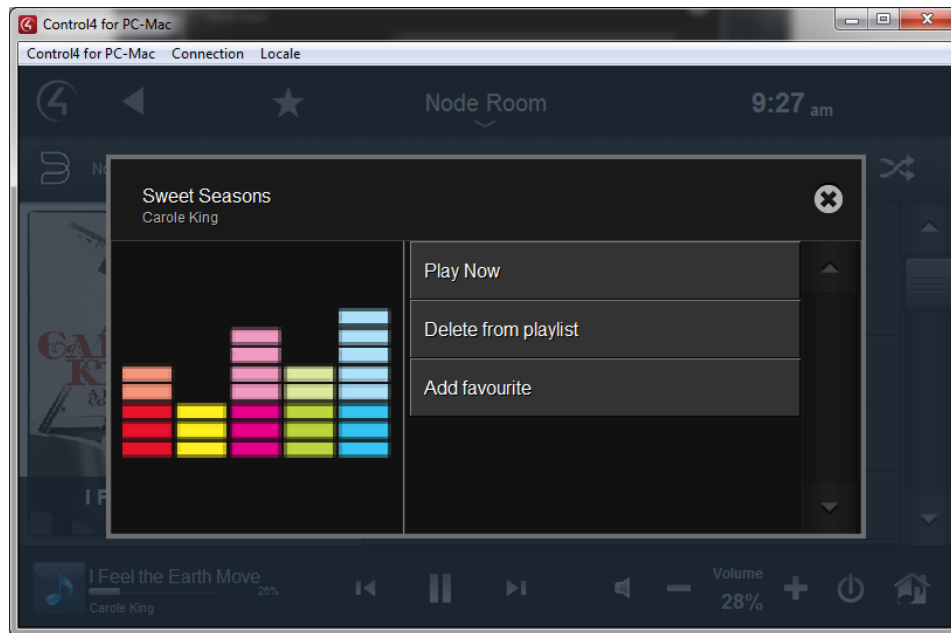 Control4 for PC-Mac
Control4 for PC-Mac Connection Locale
Node Room
9:27 am
Sweet Seasons
Carole King
Play Now
Delete from playlist
Add favourite
I Feel the Earth Move
26%
Carole King
Volume
28%